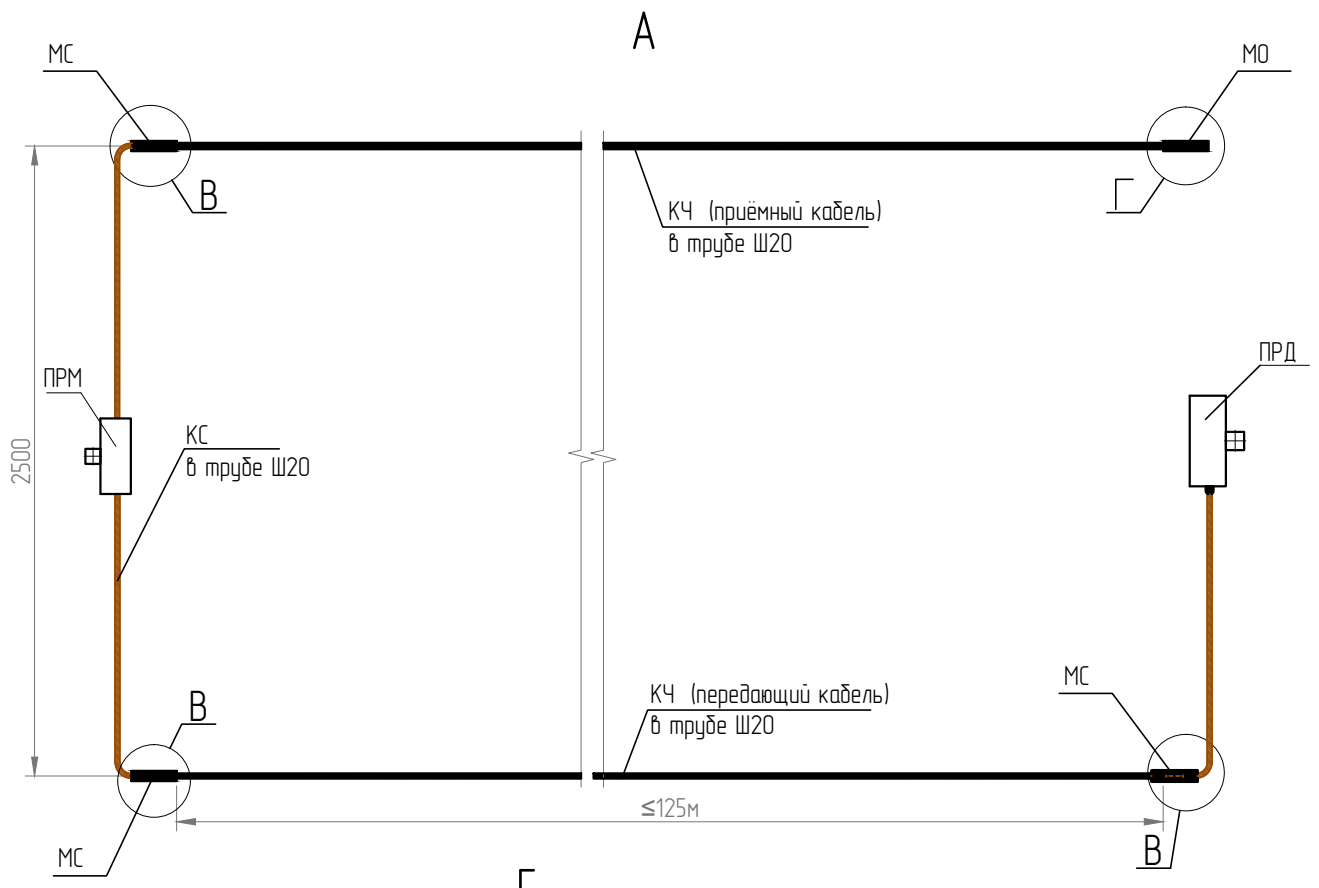 А
МС
МО
В
Г
КЧ (приёмный кабель)
в трубе Ш20
ПРД
ПРМ
КС
в трубе Ш20
2500
МС
КЧ (передающий кабель)
в трубе Ш20
В
≤125м
В
МС
Г